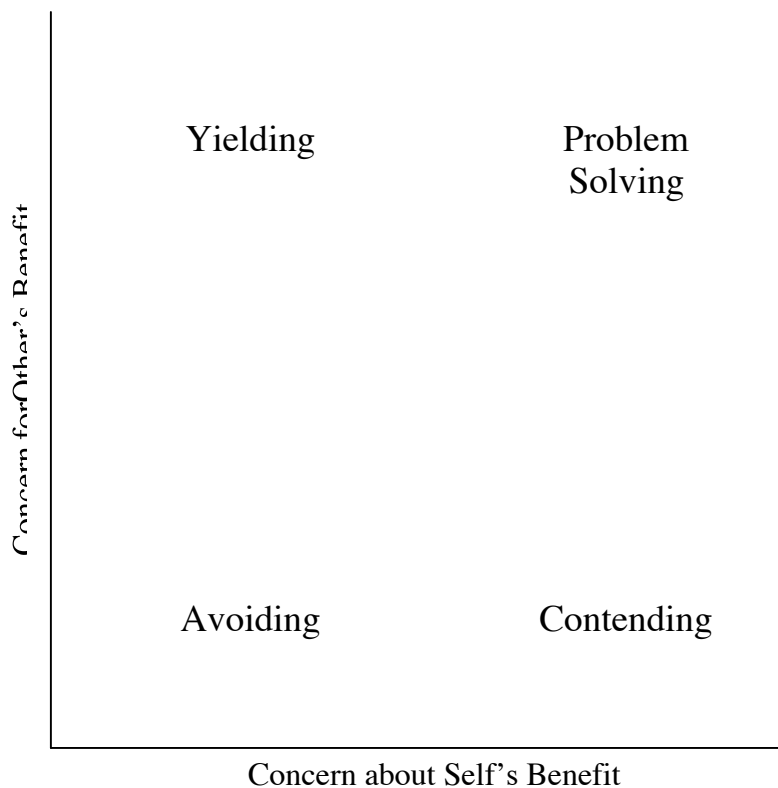 Yielding
Problem
Solving
Concern forOther's Benefit
Avoiding
Contending
Concern about Self's Benefit